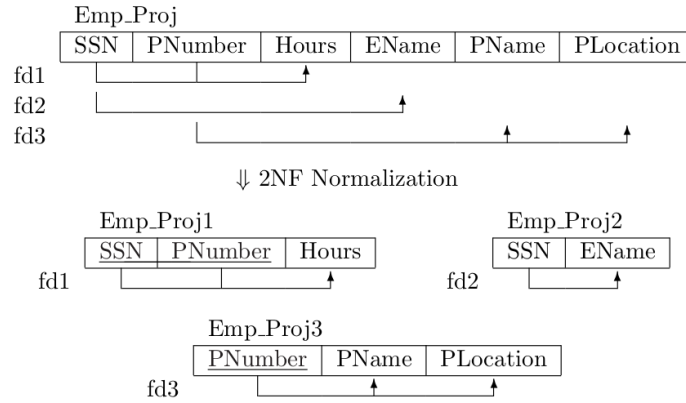 Emp_Proj
SSN PNumber Hours EName PName PLocation
fd1
fd2
fd3
⇓ 2NF Normalization
Emp_Proj1 Emp_Proj2
SSN PNumber Hours SSN EName
fd1 fd2
Emp_Proj3
PNumber PName PLocation
fd3